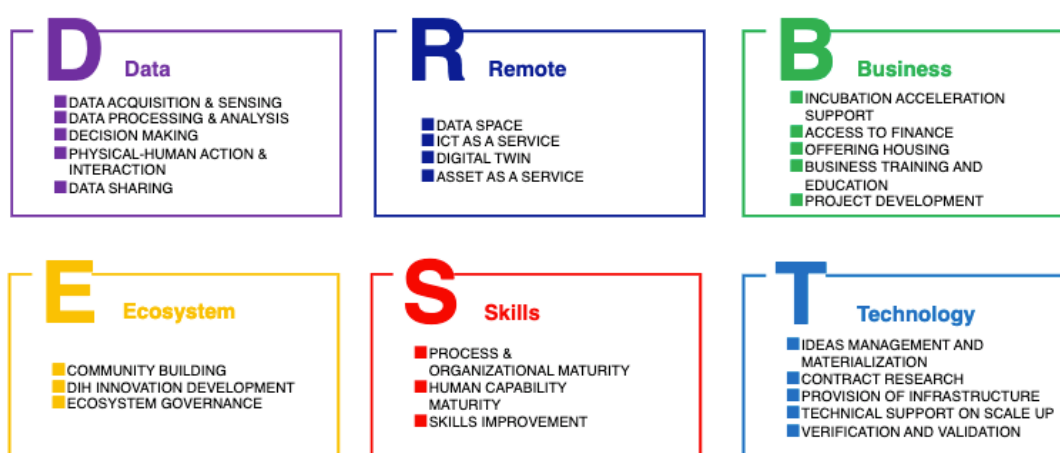 D Data
DATA ACQUISITION & SENSING
DATA PROCESSING & ANALYSIS
DECISION MAKING
PHYSICAL-HUMAN ACTION &
INTERACTION
DATA SHARING
R Remote
DATA SPACE
ICT AS A SERVICE
DIGITAL TWIN
ASSET AS A SERVICE
B Business
INCUBATION ACCELERATION
SUPPORT
ACCESS TO FINANCE
OFFERING HOUSING
BUSINESS TRAINING AND
EDUCATION
PROJECT DEVELOPMENT
E Ecosystem
COMMUNITY BUILDING
DIH INNOVATION DEVELOPMENT
ECOSYSTEM GOVERNANCE
S Skills
PROCESS &
ORGANIZATIONAL MATURITY
HUMAN CAPABILITY
MATURITY
SKILLS IMPROVEMENT
T Technology
IDEAS MANAGEMENT AND
MATERIALIZATION
CONTRACT RESEARCH
PROVISION OF INFRASTRUCTURE
TECHNICAL SUPPORT ON SCALE UP
VERIFICATION AND VALIDATION